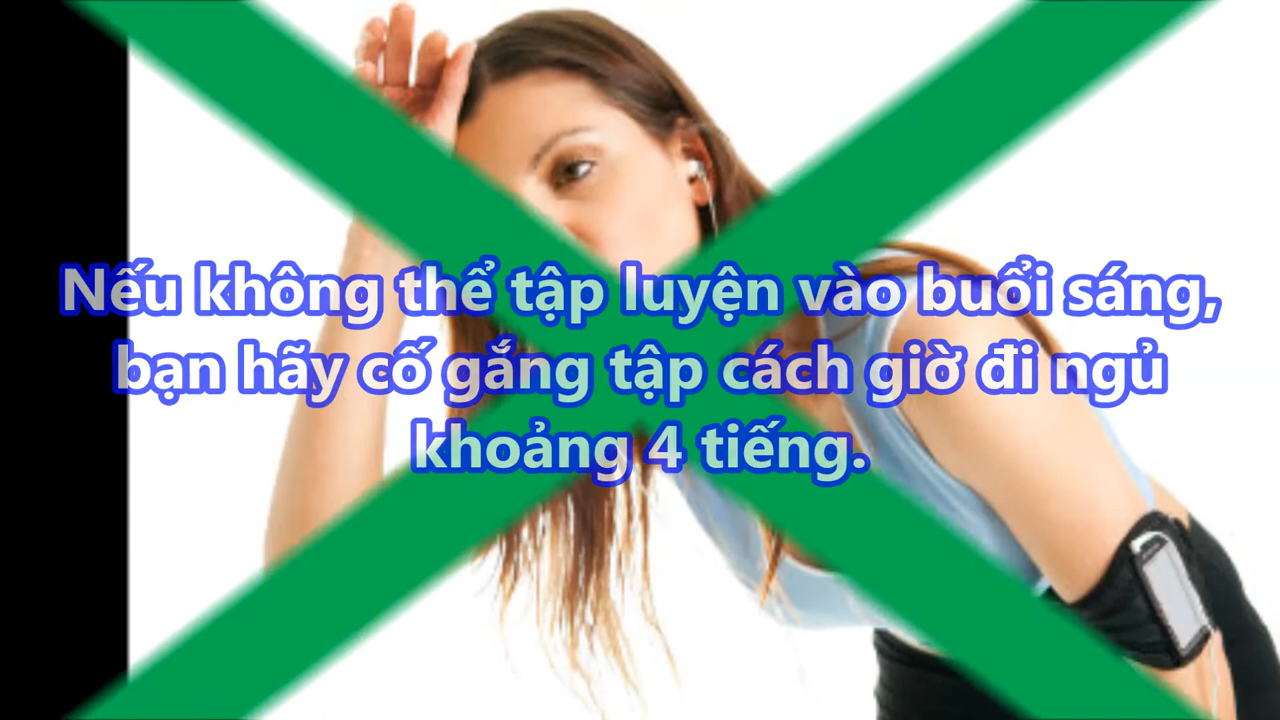 Nếu không thể tập luyện vào buổi sáng,
bạn hãy cố gắng tập cách giờ đi ngủ
khoảng 4 tiếng.